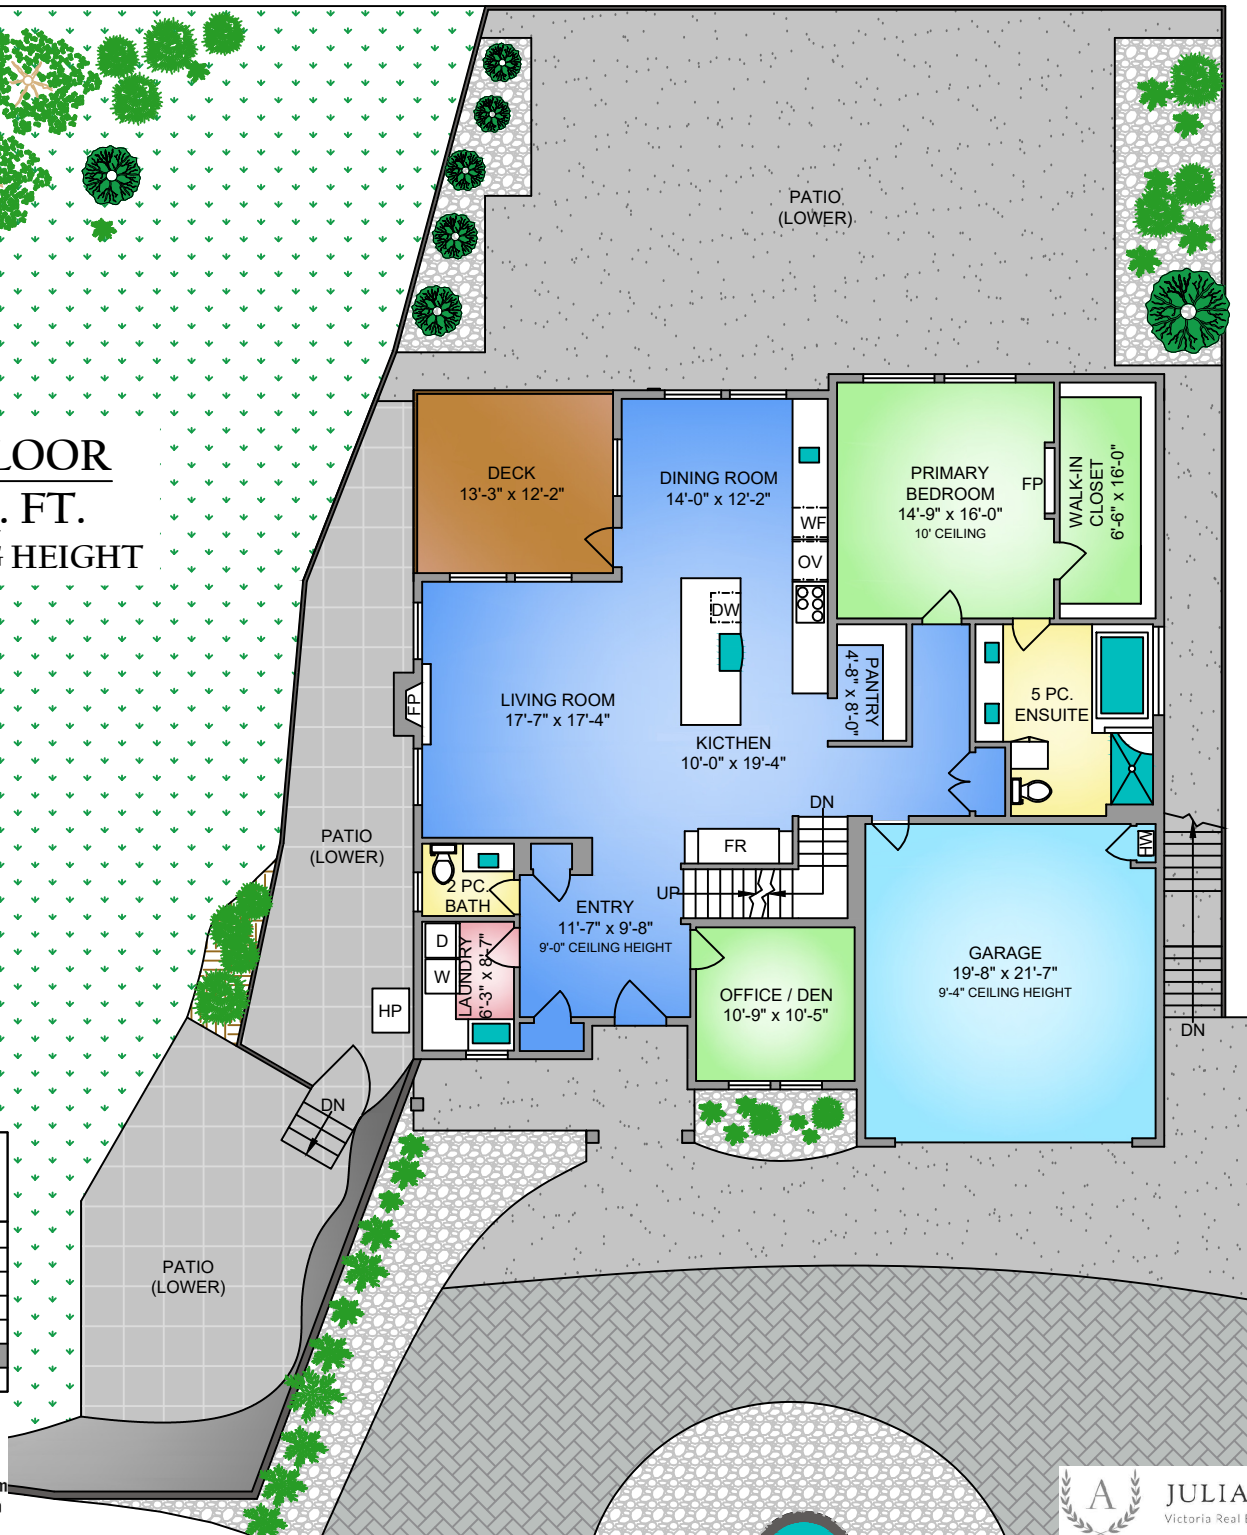 PATIO
(LOWER)
LOOR
. FT.
HEIGHT
DECK
13'-3" x 12'-2"
DINING ROOM
14'-0" x 12'-2"
WF
OV
DW
PRIMARY
BEDROOM
14'-9" x 16'-0"
10' CEILING
FP
WALK-IN
CLOSET
6'-6" x 16'-0"
FP
LIVING ROOM
17'-7" x 17'-4"
KICTHEN
10'-0" x 19'-4"
PANTRY
4'-8" x 8'-0"
5 PC.
ENSUITE
DN
FR
UP
WH
PATIO
(LOWER)
2 PC.
BATH
ENTRY
11'-7" x 9'-8"
9'-0" CEILING HEIGHT
D
W
LAUNDRY
6'-3" x 8'-7"
HP
OFFICE / DEN
10'-9" x 10'-5"
GARAGE
19'-8" x 21'-7"
9'-4" CEILING HEIGHT
DN
DN
PATIO
(LOWER)
A
JULIA
Victoria Real